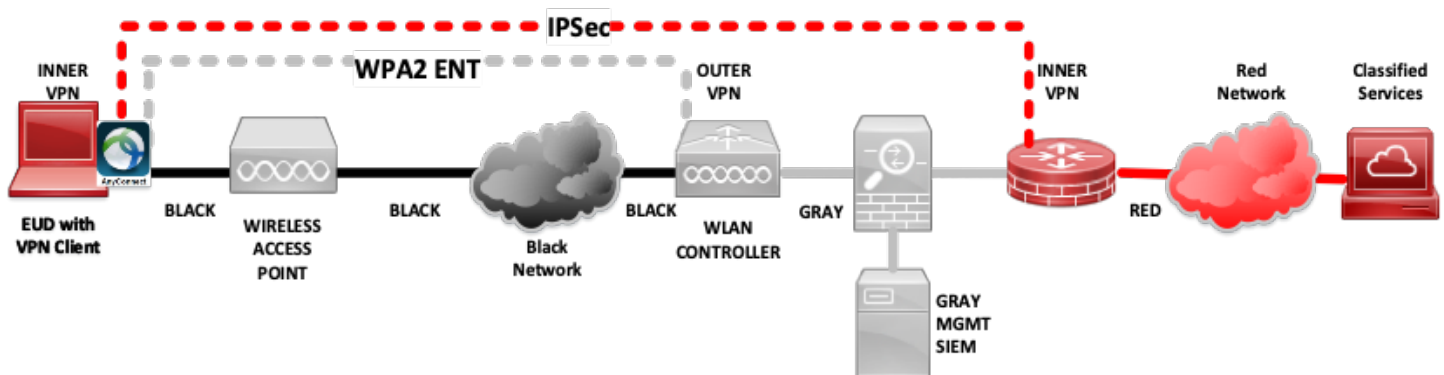 IPSec
WPA2 ENT
INNER
VPN
OUTER
VPN
INNER
VPN
Red
Network
Classified
Services
AnyConnect
BLACK
BLACK
BLACK
GRAY
RED
EUD with
VPN Client
WIRELESS
ACCESS
POINT
Black
Network
WLAN
CONTROLLER
GRAY
MGMT
SIEM